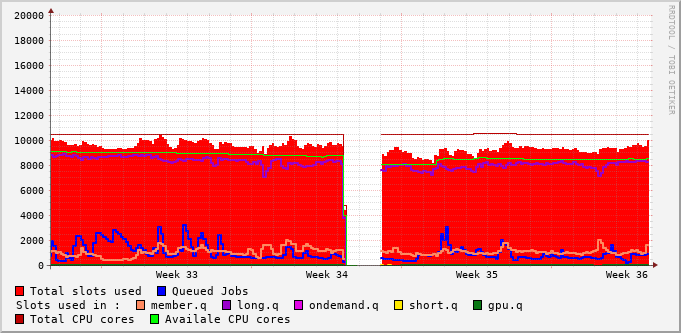 20000
18000
16000
14000
12000
10000
8000
6000
4000
2000
0
Week 33 Week 34 Week 35 Week 36
RRDTOOL / TOBI OETIKER
Total slots used Queued Jobs
Slots used in : member.q long.q ondemand.q short.q gpu.q
Total CPU cores Availale CPU cores